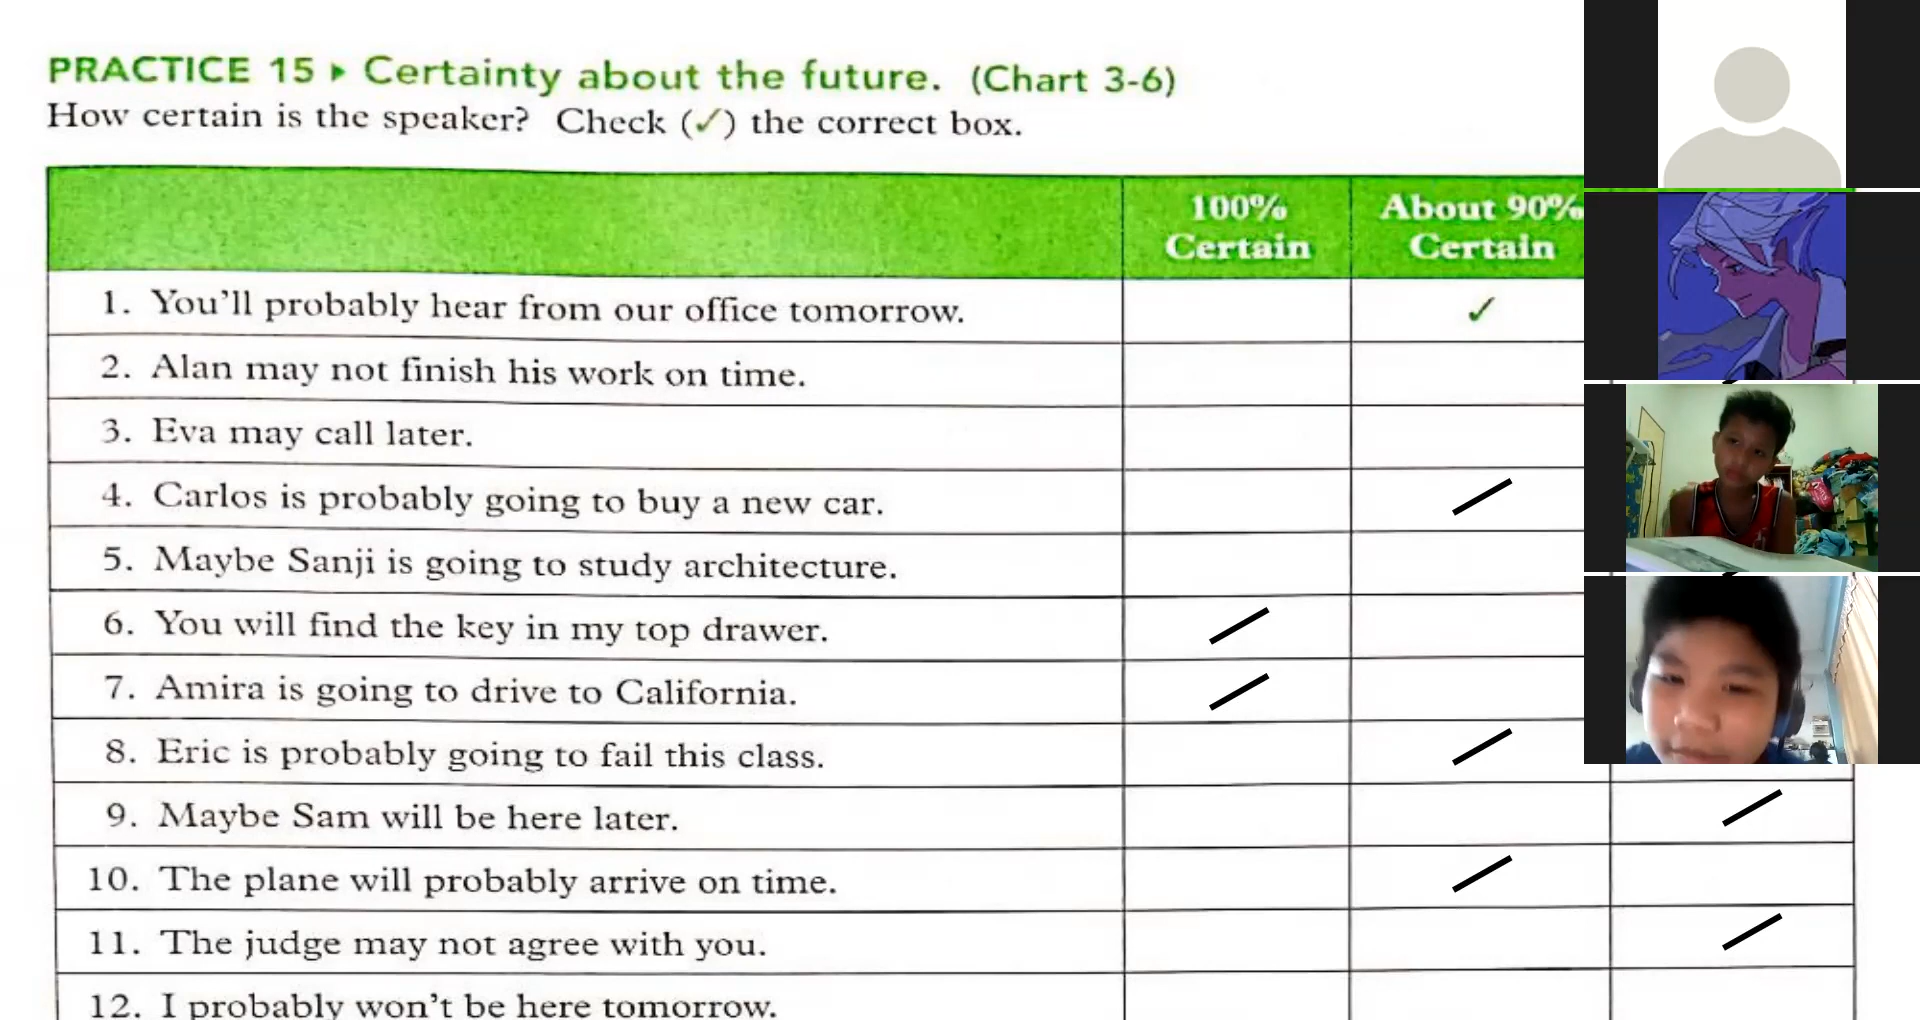 PRACTICE 15 ▸ Certainty about the future. (Chart 3-6)
How certain is the speaker? Check (✓) the correct box.
100% Certain
About 90% Certain
1. You'll probably hear from our office tomorrow. ✓
2. Alan may not finish his work on time.
3. Eva may call later.
4. Carlos is probably going to buy a new car.
5. Maybe Sanji is going to study architecture.
6. You will find the key in my top drawer.
7. Amira is going to drive to California.
8. Eric is probably going to fail this class.
9. Maybe Sam will be here later.
10. The plane will probably arrive on time.
11. The judge may not agree with you.
12. I probably won't be here tomorrow.